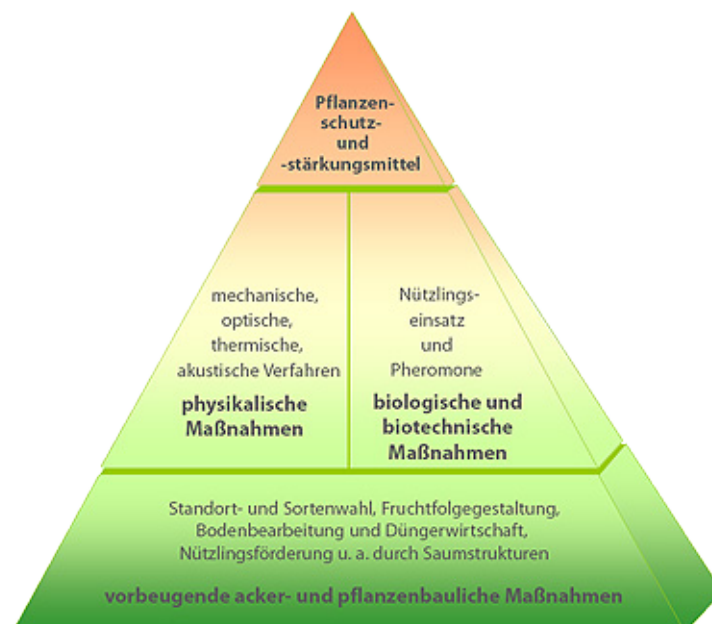 Pflanzen-
schutz-
und
-stärkungsmittel
mechanische,
optische,
thermische,
akustische Verfahren
physikalische
Maßnahmen
Nützlings-
einsatz
und
Pheromone
biologische und
biotechnische
Maßnahmen
Standort- und Sortenwahl, Fruchtfolgegestaltung,
Bodenbearbeitung und Düngerwirtschaft,
Nützlingsförderung u. a. durch Saumstrukturen
vorbeugende acker- und pflanzenbauliche Maßnahmen